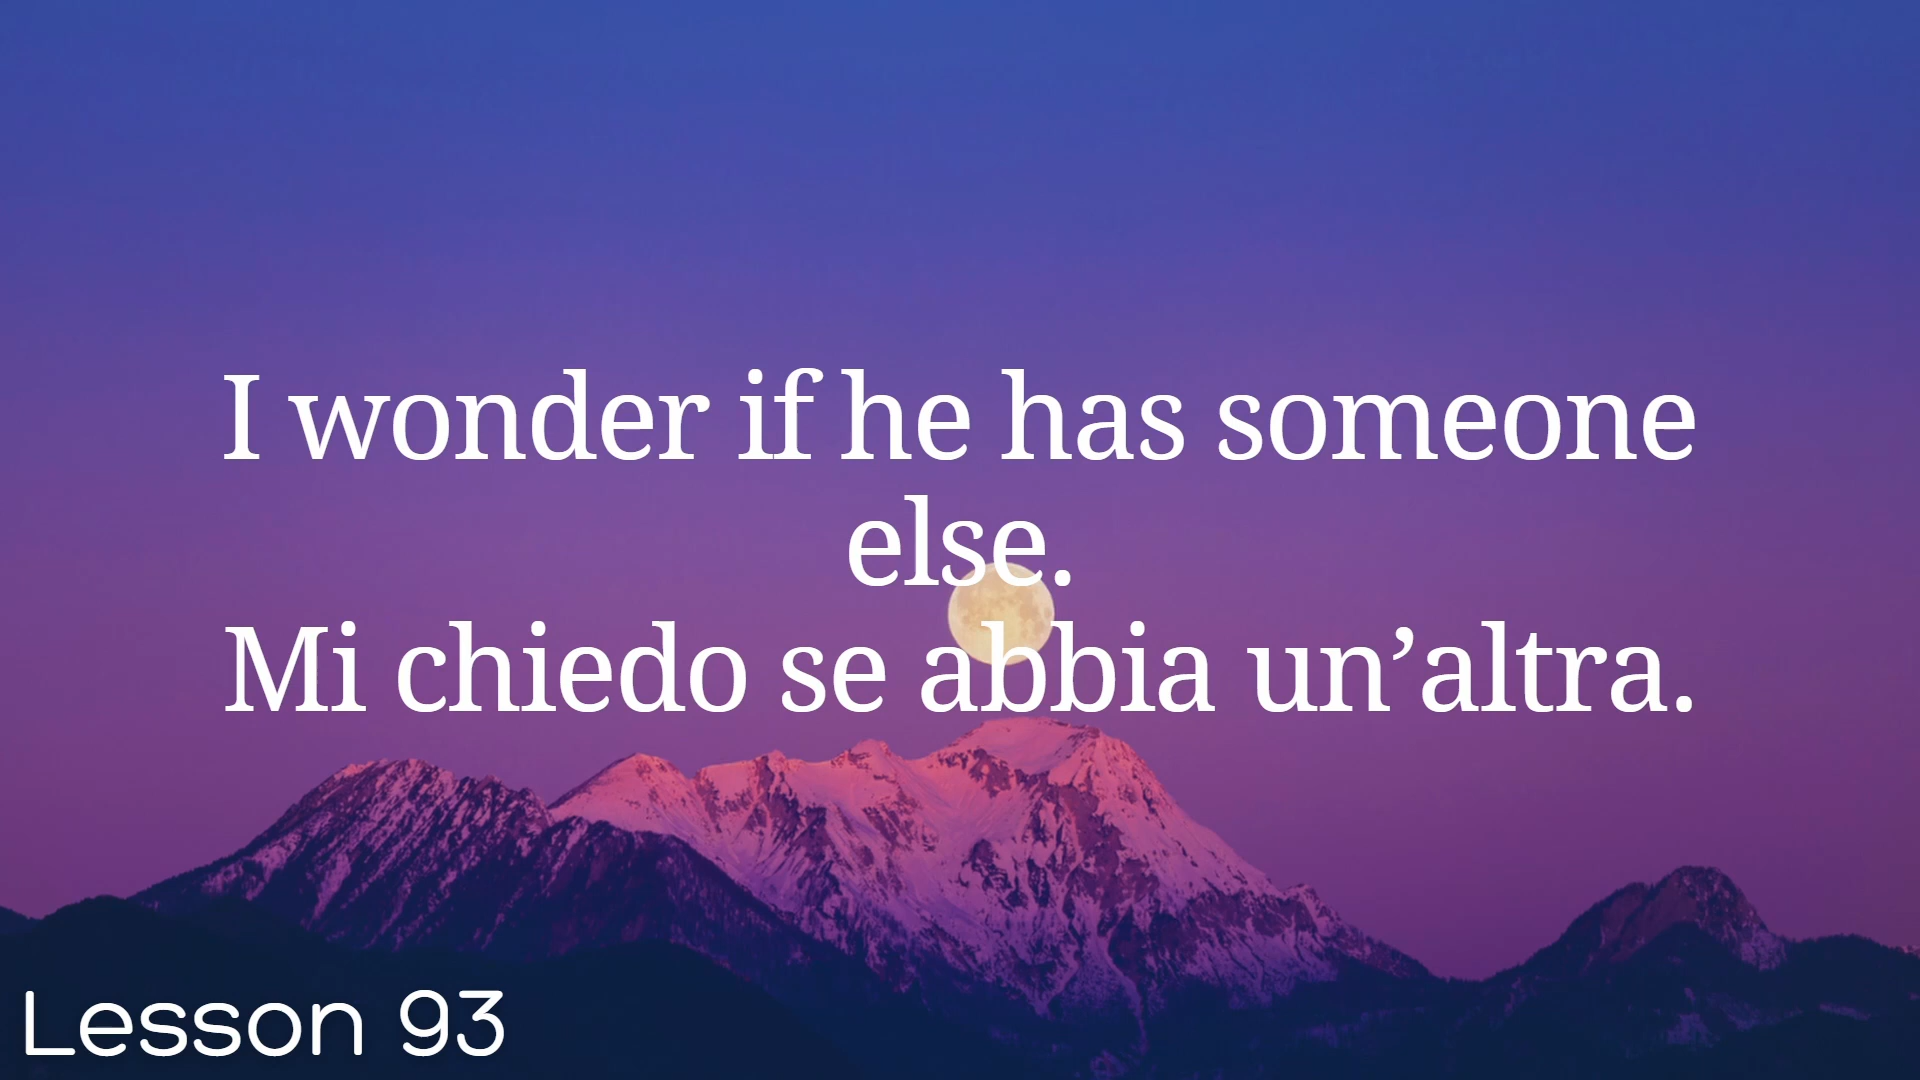 I wonder if he has someone
else.
Mi chiedo se abbia un’altra.
Lesson 93